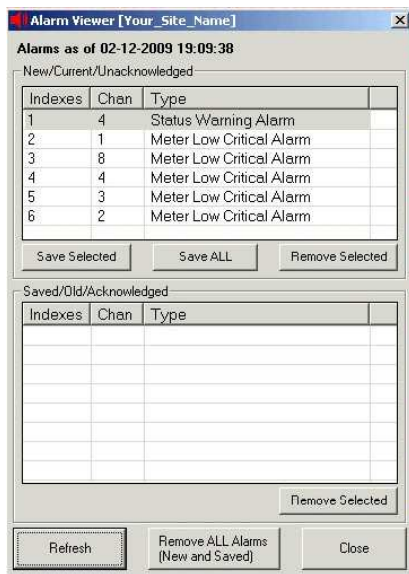 Alarm Viewer [Your_Site_Name]
Alarms as of 02-12-2009 19:09:38
New/Current/Unacknowledged
Indexes Chan Type
1 4 Status Warning Alarm
2 1 Meter Low Critical Alarm
3 8 Meter Low Critical Alarm
4 4 Meter Low Critical Alarm
5 3 Meter Low Critical Alarm
6 2 Meter Low Critical Alarm
Save Selected Save ALL Remove Selected
Saved/Old/Acknowledged
Indexes Chan Type
Remove Selected
Refresh
Remove ALL Alarms
(New and Saved)
Close